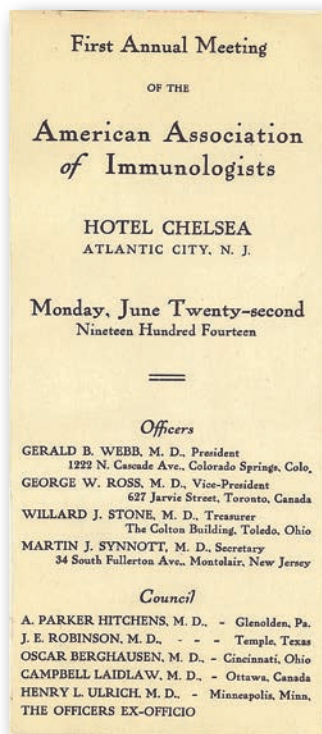 First Annual Meeting
OF THE
American Association
of Immunologists
HOTEL CHELSEA
ATLANTIC CITY, N. J.
Monday, June Twenty-second
Nineteen Hundred Fourteen
Officers
GERALD B. WEBB, M. D., President
1222 N. Cascade Ave., Colorado Springs, Colo.
GEORGE W. ROSS, M. D., Vice-President
627 Jarvie Street, Toronto, Canada
WILLARD J. STONE, M. D., Treasurer
The Colton Building, Toledo, Ohio
MARTIN J. SYNNOTT, M. D., Secretary
34 South Fullerton Ave., Montclair, New Jersey
Council
A. PARKER HITCHENS, M. D., - Glenolden, Pa.
J. E. ROBINSON, M. D., - - - Temple, Texas
OSCAR BERGHAUSEN, M. D., - Cincinnati, Ohio
CAMPBELL LAIDLAW, M. D., - Ottawa, Canada
HENRY L. ULRICH, M. D., - Minneapolis, Minn.
THE OFFICERS EX-OFFICIO